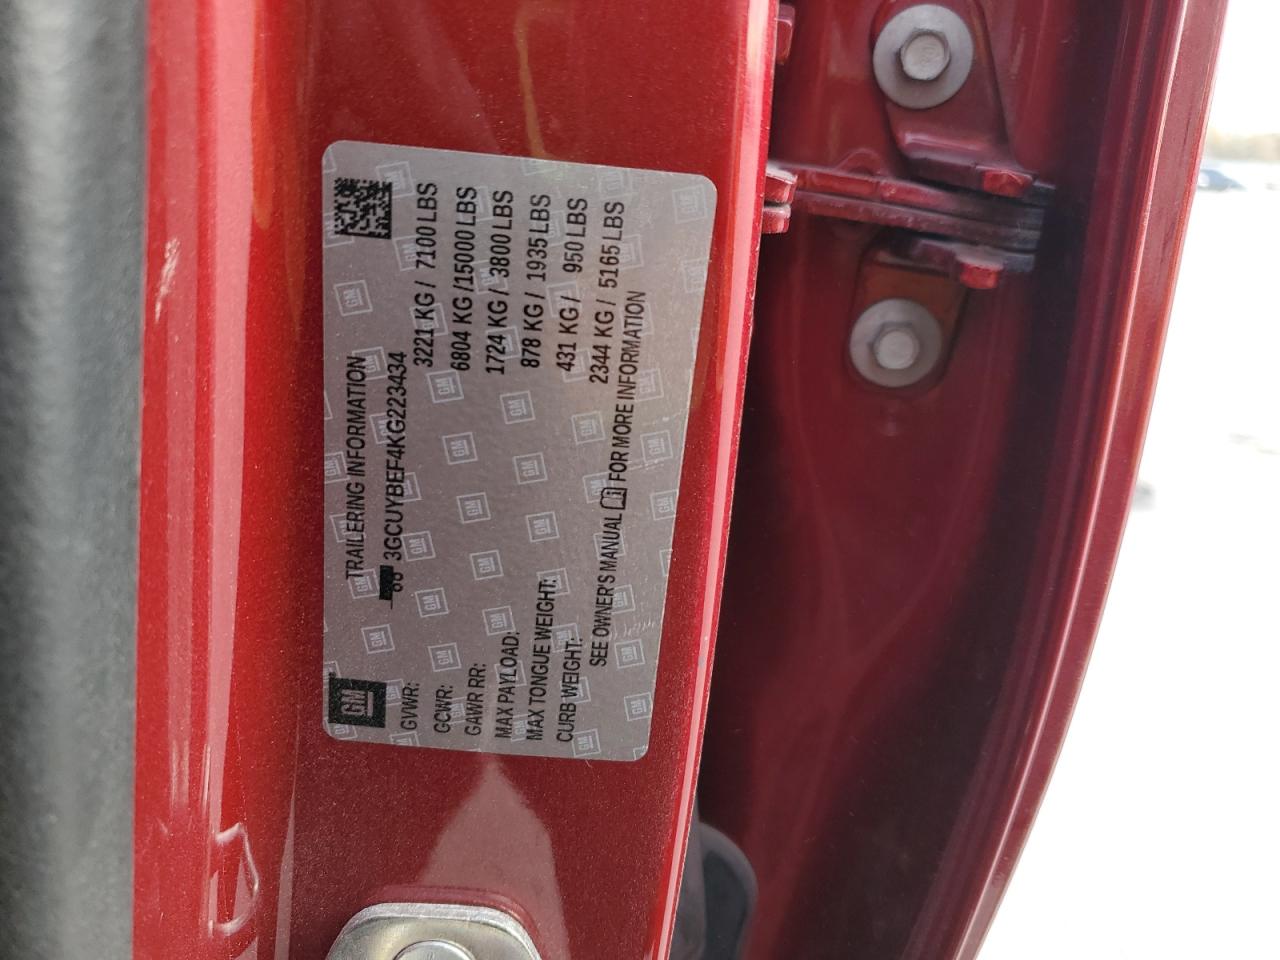 GM
TRAILERING INFORMATION
3GCUYBEF4KG223434
GVWR: 3221 KG / 7100 LBS
GCWR: 6804 KG /15000 LBS
GAWR RR: 1724 KG / 3800 LBS
MAX PAYLOAD: 878 KG / 1935 LBS
MAX TONGUE WEIGHT: 431 KG / 950 LBS
CURB WEIGHT: 2344 KG / 5165 LBS
SEE OWNER'S MANUAL FOR MORE INFORMATION